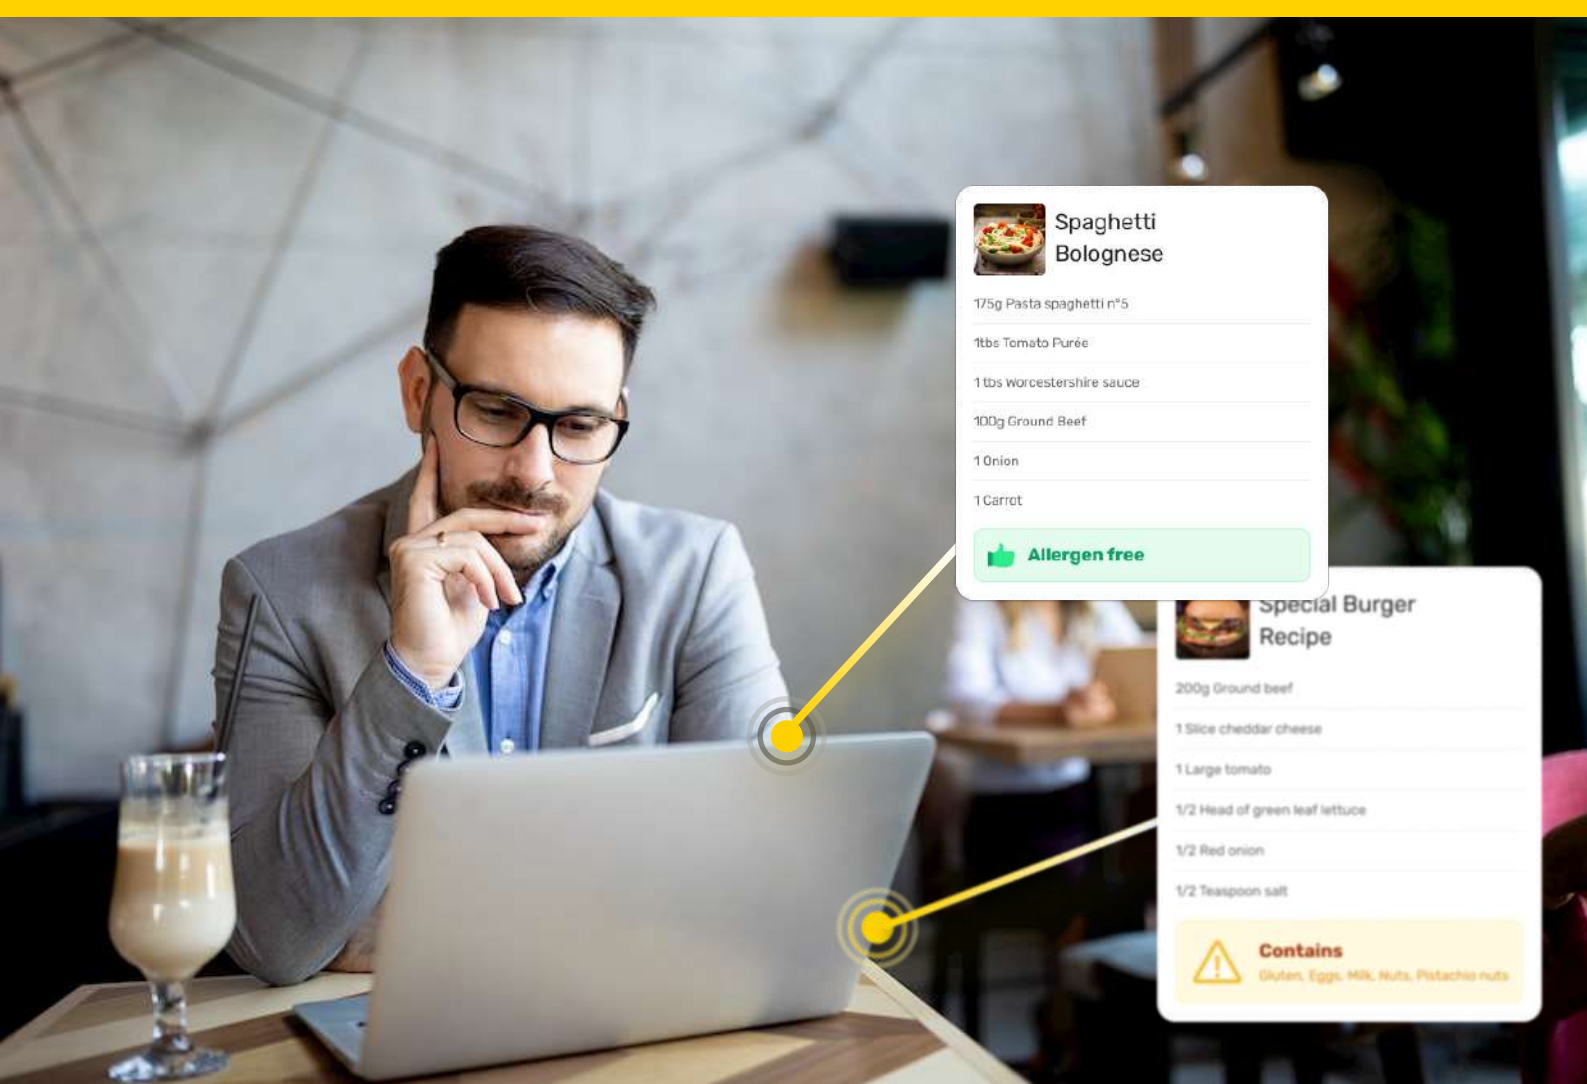 Spaghetti
Bolognese
175g Pasta spaghetti n°5
1tbs Tomato Purée
1 tbs Worcestershire sauce
100g Ground Beef
1 Onion
1 Carrot
Allergen free
Special Burger
Recipe
200g Ground beef
1 Slice cheddar cheese
1 Large tomato
1/2 Head of green leaf lettuce
1/2 Red onion
1/2 Teaspoon salt
Contains
Gluten, Eggs, Milk, Nuts, Pistachio nuts